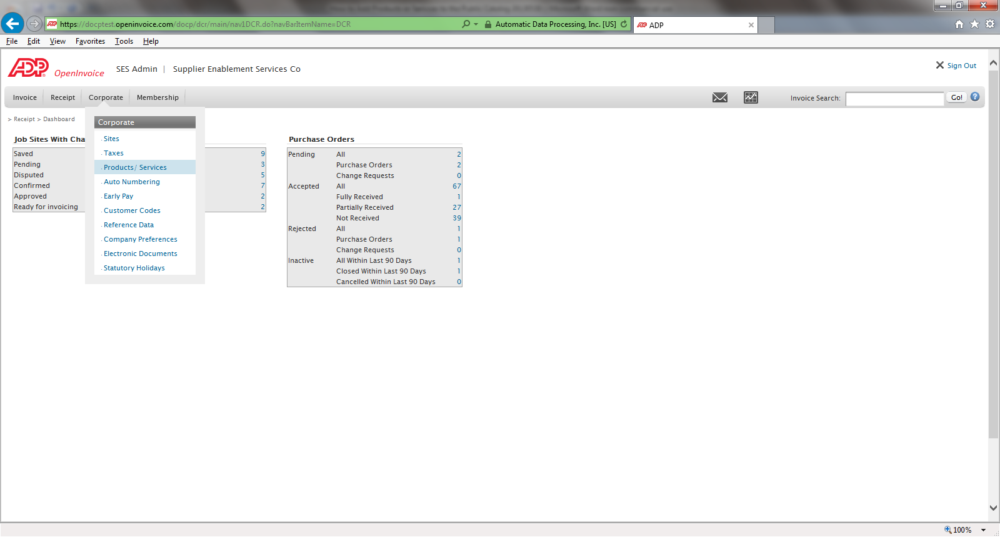 https://docptest.openinvoice.com/docp/dcr/main/nav1DCR.do?navBarItemName=DCR
Automatic Data Processing, Inc. [US]
ADP
File Edit View Favorites Tools Help
ADP OpenInvoice SES Admin | Supplier Enablement Services Co
Sign Out
Invoice Receipt Corporate Membership
Invoice Search: Go! ?
> Receipt > Dashboard
Corporate
Sites
Taxes
Products/ Services
Auto Numbering
Early Pay
Customer Codes
Reference Data
Company Preferences
Electronic Documents
Statutory Holidays
Job Sites With Cha
Saved 9
Pending 3
Disputed 5
Confirmed 7
Approved 2
Ready for invoicing 2
Purchase Orders
Pending All 2
Purchase Orders 2
Change Requests 0
Accepted All 67
Fully Received 1
Partially Received 27
Not Received 39
Rejected All 1
Purchase Orders 1
Change Requests 0
Inactive All Within Last 90 Days 1
Closed Within Last 90 Days 1
Cancelled Within Last 90 Days 0
100%